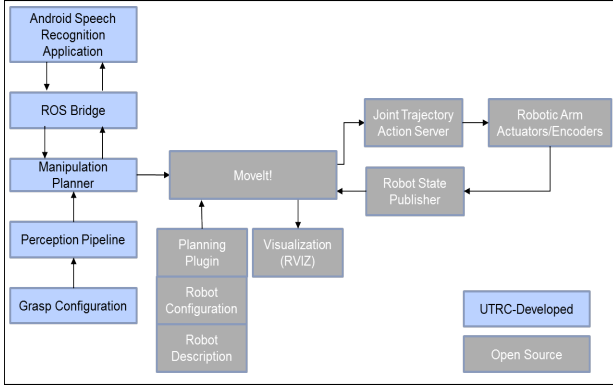 Android Speech
Recognition
Application
ROS Bridge
Manipulation
Planner
Perception Pipeline
Grasp Configuration
MoveIt!
Planning
Plugin
Robot
Configuration
Robot
Description
Visualization
(RVIZ)
Joint Trajectory
Action Server
Robotic Arm
Actuators/Encoders
Robot State
Publisher
UTRC-Developed
Open Source